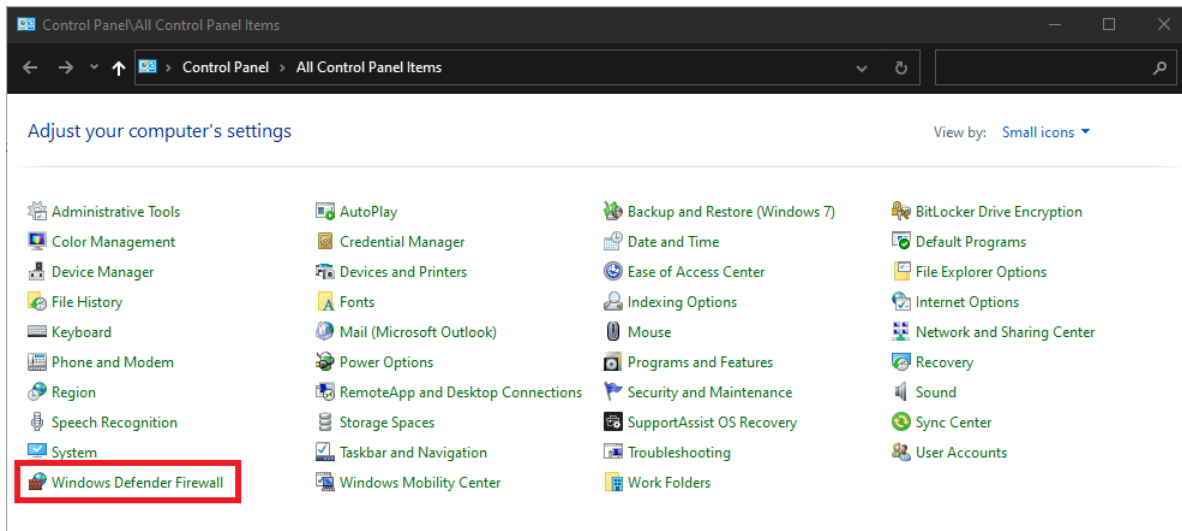 Control Panel\All Control Panel Items
Control Panel > All Control Panel Items
Adjust your computer's settings
View by: Small icons
Administrative Tools
AutoPlay
Backup and Restore (Windows 7)
BitLocker Drive Encryption
Color Management
Credential Manager
Date and Time
Default Programs
Device Manager
Devices and Printers
Ease of Access Center
File Explorer Options
File History
Fonts
Indexing Options
Internet Options
Keyboard
Mail (Microsoft Outlook)
Mouse
Network and Sharing Center
Phone and Modem
Power Options
Programs and Features
Recovery
Region
RemoteApp and Desktop Connections
Security and Maintenance
Sound
Speech Recognition
Storage Spaces
SupportAssist OS Recovery
Sync Center
System
Taskbar and Navigation
Troubleshooting
User Accounts
Windows Defender Firewall
Windows Mobility Center
Work Folders